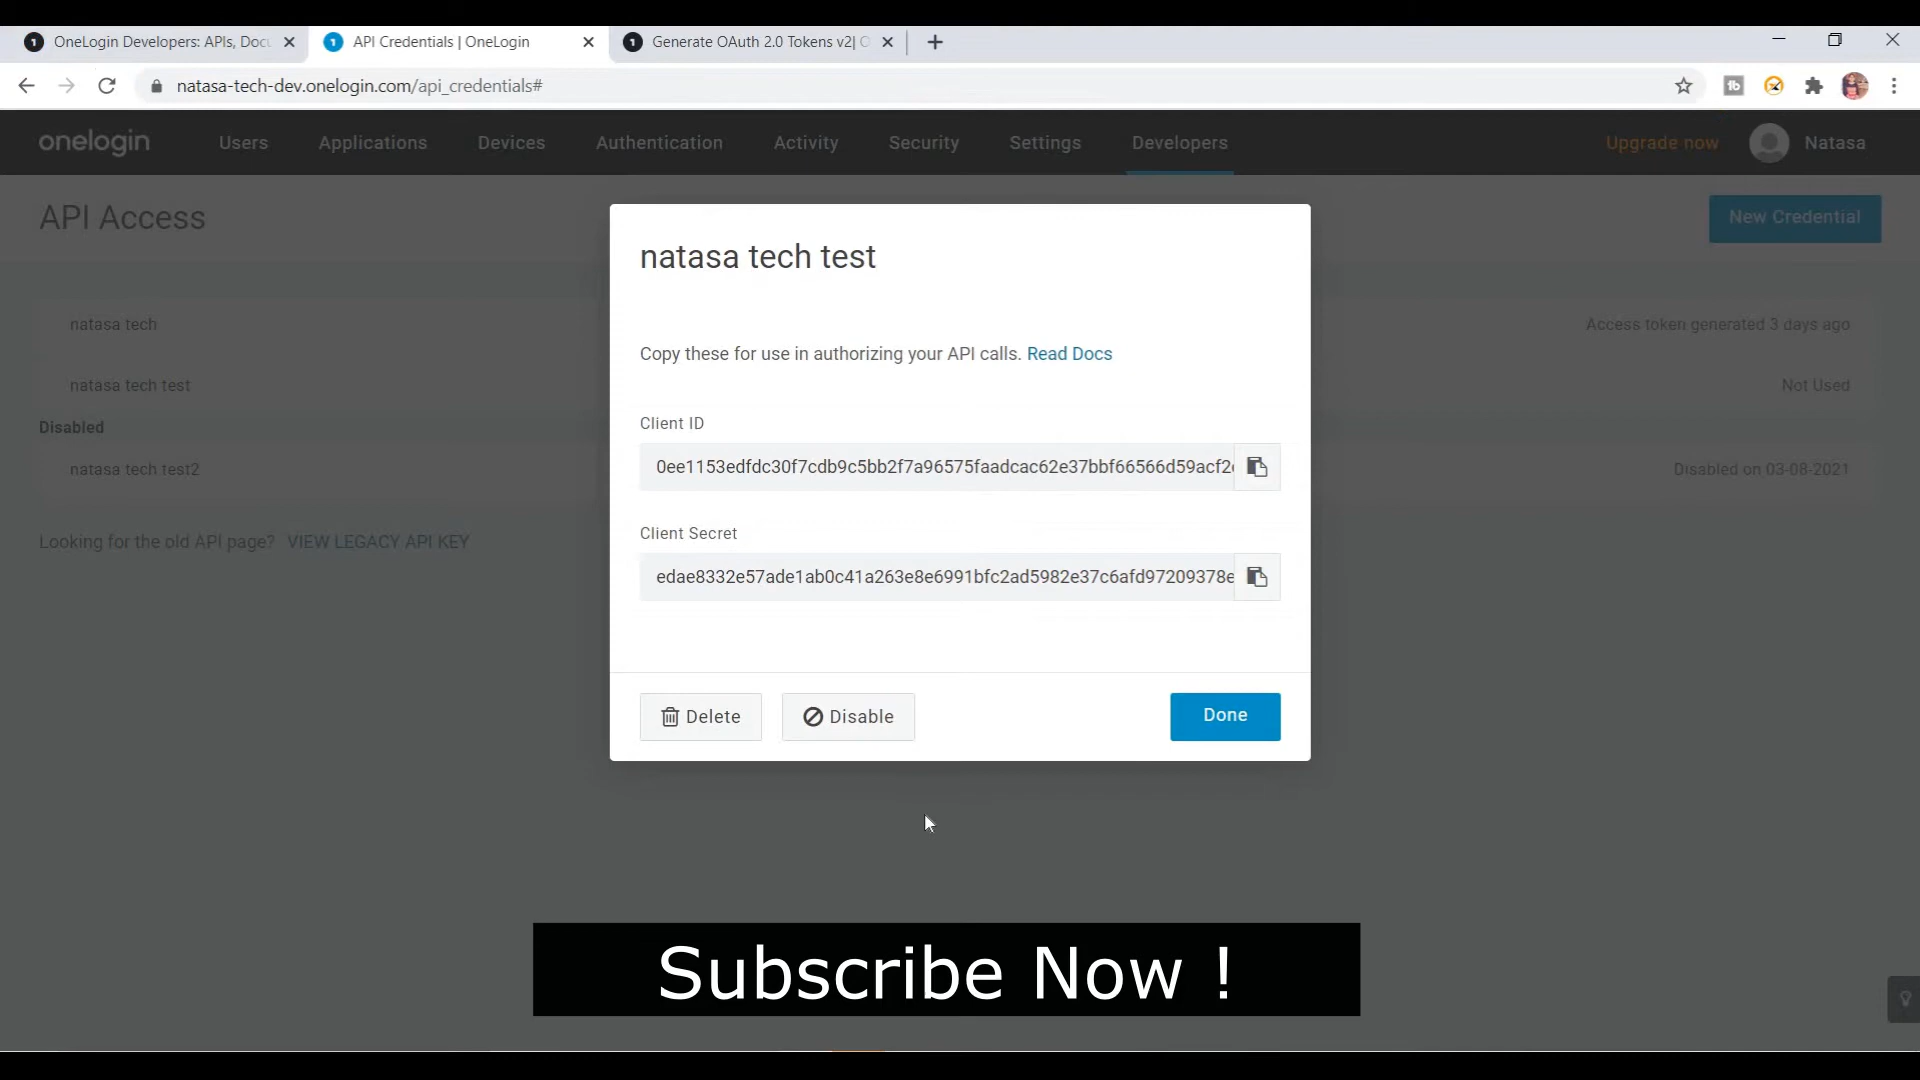 OneLogin Developers: APIs, Docu
API Credentials | OneLogin
Generate OAuth 2.0 Tokens v2| O
natasa-tech-dev.onelogin.com/api_credentials#
onelogin
Users
Applications
Devices
Authentication
Activity
Security
Settings
Developers
Upgrade now
Natasa
API Access
New Credential
natasa tech test
natasa tech
Access token generated 3 days ago
Copy these for use in authorizing your API calls. Read Docs
natasa tech test
Not Used
Disabled
Client ID
natasa tech test2
0ee1153edfdc30f7cdb9c5bb2f7a96575faadcac62e37bbf66566d59acf2
Disabled on 03-08-2021
Client Secret
Looking for the old API page? VIEW LEGACY API KEY
edae8332e57ade1ab0c41a263e8e6991bfc2ad5982e37c6afd97209378e
Delete
Disable
Done
Subscribe Now !